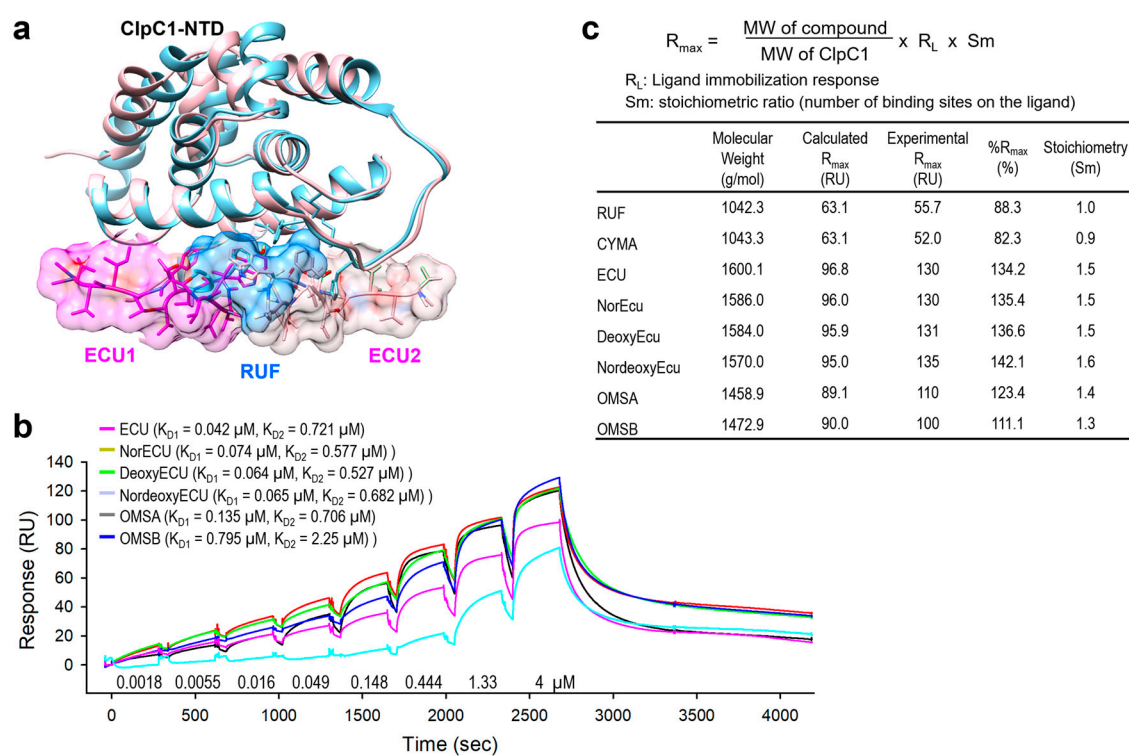 a
ClpC1-NTD
ECU1
RUF
ECU2
b
ECU (KD1 = 0.042 µM, KD2 = 0.721 µM)
NorECU (KD1 = 0.074 µM, KD2 = 0.577 µM) )
DeoxyECU (KD1 = 0.064 µM, KD2 = 0.527 µM) )
NordeoxyECU (KD1 = 0.065 µM, KD2 = 0.682 µM) )
OMSA (KD1 = 0.135 µM, KD2 = 0.706 µM)
OMSB (KD1 = 0.795 µM, KD2 = 2.25 µM) )
Response (RU)
140
120
100
80
60
40
20
0
0.0018 0.0055 0.016 0.049 0.148 0.444 1.33 4 µM
0 500 1000 1500 2000 2500 3000 3500 4000
Time (sec)
c
Rmax = MW of compound / MW of ClpC1 x RL x Sm
RL: Ligand immobilization response
Sm: stoichiometric ratio (number of binding sites on the ligand)
Molecular Weight (g/mol) Calculated Rmax (RU) Experimental Rmax (RU) %Rmax (%) Stoichiometry (Sm)
RUF 1042.3 63.1 55.7 88.3 1.0
CYMA 1043.3 63.1 52.0 82.3 0.9
ECU 1600.1 96.8 130 134.2 1.5
NorEcu 1586.0 96.0 130 135.4 1.5
DeoxyEcu 1584.0 95.9 131 136.6 1.5
NordeoxyEcu 1570.0 95.0 135 142.1 1.6
OMSA 1458.9 89.1 110 123.4 1.4
OMSB 1472.9 90.0 100 111.1 1.3